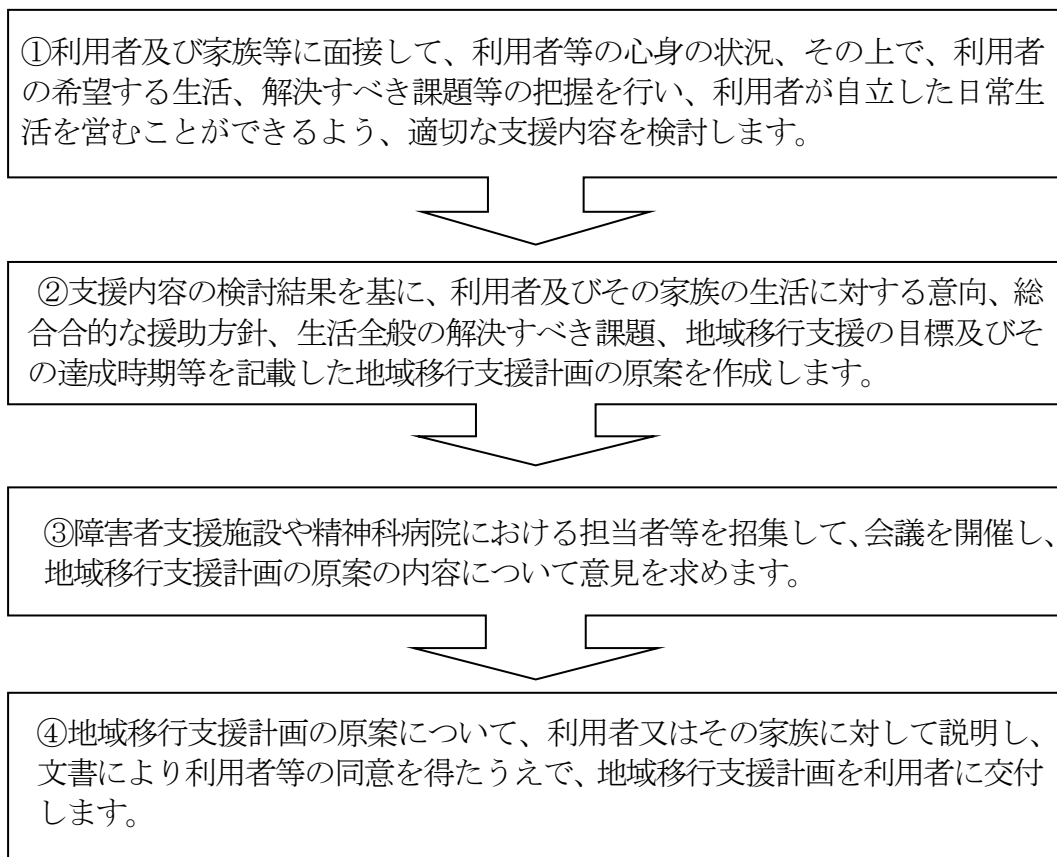 ①利用者及び家族等に面接して、利用者等の心身の状況、その上で、利用者
の希望する生活、解決すべき課題等の把握を行い、利用者が自立した日常生
活を営むことができるよう、適切な支援内容を検討します。
②支援内容の検討結果を基に、利用者及びその家族の生活に対する意向、総
合合的な援助方針、生活全般の解決すべき課題、地域移行支援の目標及びそ
の達成時期等を記載した地域移行支援計画の原案を作成します。
③障害者支援施設や精神科病院における担当者等を招集して、会議を開催し、
地域移行支援計画の原案の内容について意見を求めます。
④地域移行支援計画の原案について、利用者又はその家族に対して説明し、
文書により利用者等の同意を得たうえで、地域移行支援計画を利用者に交付
します。